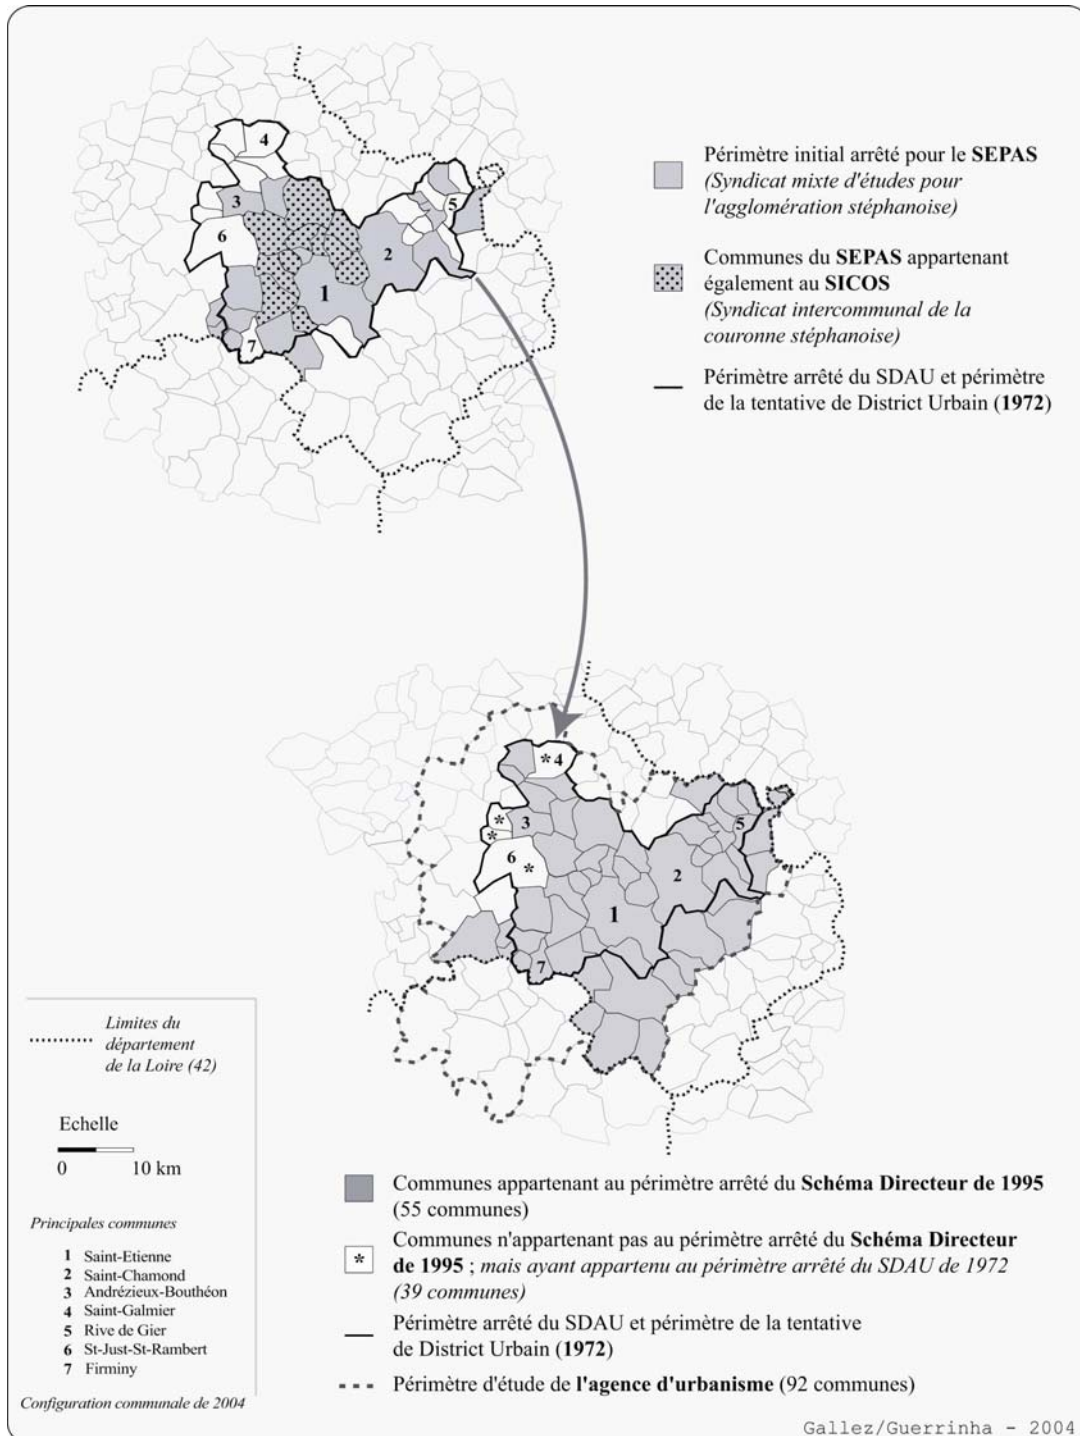 4
3
5
6
2
1
7
Périmètre initial arrêté pour le SEPAS
(Syndicat mixte d'études pour
l'agglomération stéphanoise)
Communes du SEPAS appartenant
également au SICOS
(Syndicat intercommunal de la
couronne stéphanoise)
Périmètre arrêté du SDAU et périmètre
de la tentative de District Urbain (1972)
* 4
*
3
*
5
6
*
2
1
7
Limites du
département
de la Loire (42)
Echelle
0 10 km
Principales communes
1 Saint-Etienne
2 Saint-Chamond
3 Andrézieux-Bouthéon
4 Saint-Galmier
5 Rive de Gier
6 St-Just-St-Rambert
7 Firminy
Configuration communale de 2004
Communes appartenant au périmètre arrêté du Schéma Directeur de 1995
(55 communes)
Communes n'appartenant pas au périmètre arrêté du Schéma Directeur
* de 1995 ; mais ayant appartenu au périmètre arrêté du SDAU de 1972
(39 communes)
Périmètre arrêté du SDAU et périmètre de la tentative
de District Urbain (1972)
Périmètre d'étude de l'agence d'urbanisme (92 communes)
Gallez/Guerrinha - 2004